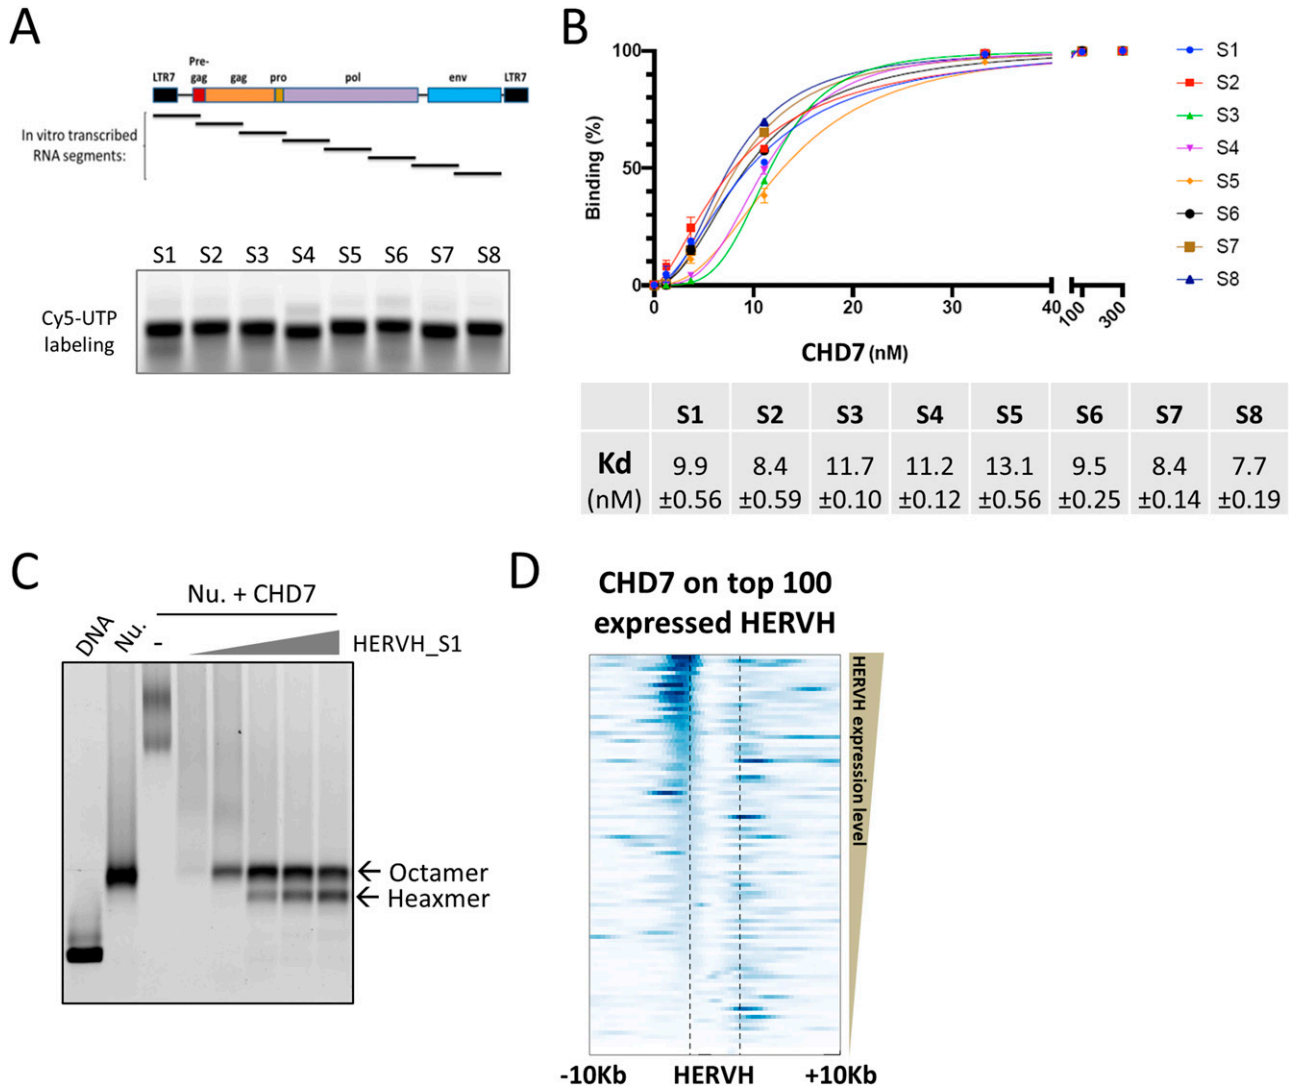 A
Pre-
LTR7 gag gag pro pol env LTR7
In vitro transcribed
RNA segments:
S1 S2 S3 S4 S5 S6 S7 S8
Cy5-UTP
labeling
B
Binding (%)
100
50
0
0 10 20 30 40 100 300
CHD7 (nM)
S1
S2
S3
S4
S5
S6
S7
S8
S1 S2 S3 S4 S5 S6 S7 S8
Kd 9.9 8.4 11.7 11.2 13.1 9.5 8.4 7.7
(nM) ±0.56 ±0.59 ±0.10 ±0.12 ±0.56 ±0.25 ±0.14 ±0.19
C
Nu. + CHD7
DNA Nu. - HERVH_S1
Octamer
Heaxmer
D
CHD7 on top 100
expressed HERVH
HERVH expression level
-10Kb HERVH +10Kb